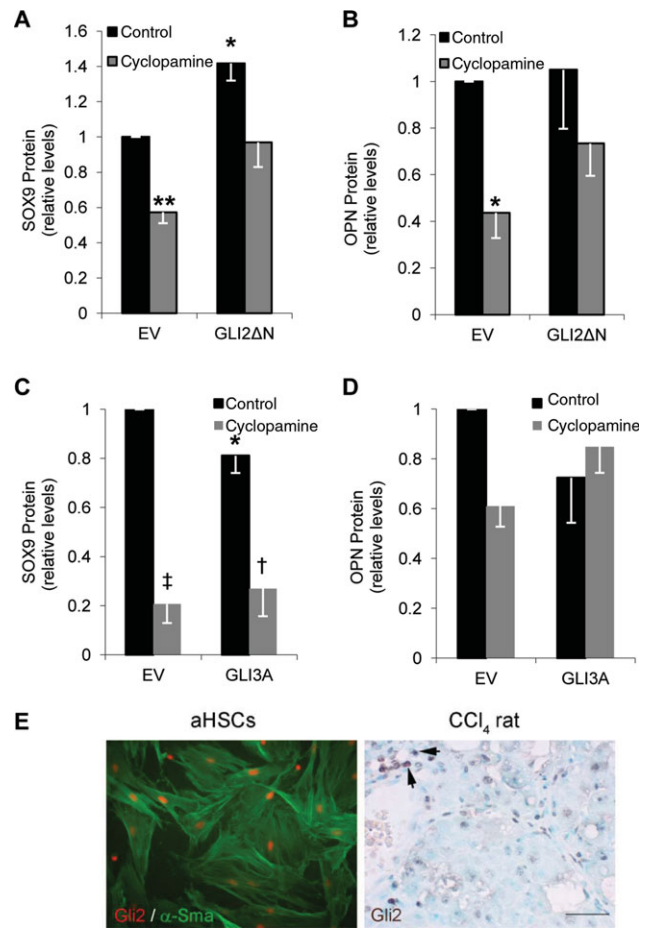 A
Control
Cyclopamine
*
**
SOX9 Protein
(relative levels)
1.6
1.4
1.2
1
0.8
0.6
0.4
0.2
0
EV
GLI2ΔN
B
Control
Cyclopamine
*
OPN Protein
(relative levels)
1.2
1
0.8
0.6
0.4
0.2
0
EV
GLI2ΔN
C
Control
Cyclopamine
*
‡
†
SOX9 Protein
(relative levels)
1
0.8
0.6
0.4
0.2
0
EV
GLI3A
D
Control
Cyclopamine
OPN Protein
(relative levels)
1
0.8
0.6
0.4
0.2
0
EV
GLI3A
E
aHSCs
CCl₄ rat
Gli2 / α-Sma
Gli2